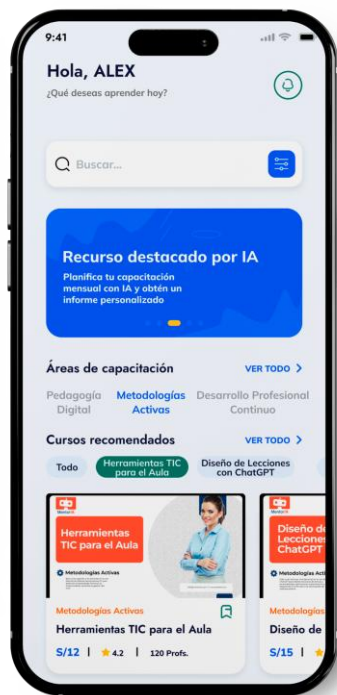 9:41
Hola, ALEX
¿Qué deseas aprender hoy?
Buscar...
Recurso destacado por IA
Planifica tu capacitación
mensual con IA y obtén un
informe personalizado
Áreas de capacitación
VER TODO
Pedagogía
Digital
Metodologías
Activas
Desarrollo Profesional
Continuo
Cursos recomendados
VER TODO
Todo
Herramientas TIC
para el Aula
Diseño de Lecciones
con ChatGPT
Herramientas
TIC para el Aula
Metodologías Activas
Metodologías Activas
Herramientas TIC para el Aula
S/12 | 4.2 | 120 Profs.
Diseño de
Lecciones
ChatGPT
Metodologías
Diseño de
S/15 |